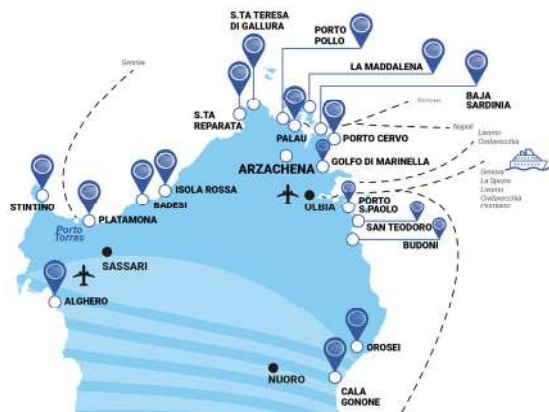 S.TA TERESA
DI GALLURA
PORTO
POLLO
LA MADDALENA
BAJA
SARDINIA
Genova
S.TA
REPARATA
PALAU
PORTO CERVO
Genova
Napoli
Livorno
Civitavecchia
ARZACHENA
GOLFO DI MARINELLA
Genova
La Spezia
Livorno
Civitavecchia
Piombino
ISOLA ROSSA
BADESI
STINTINO
PLATAMONA
Porto
Torres
OLBIA
PORTO
S.PAOLO
SAN TEODORO
BUDONI
SASSARI
ALGHERO
OROSEI
NUORO
CALA
GONONE